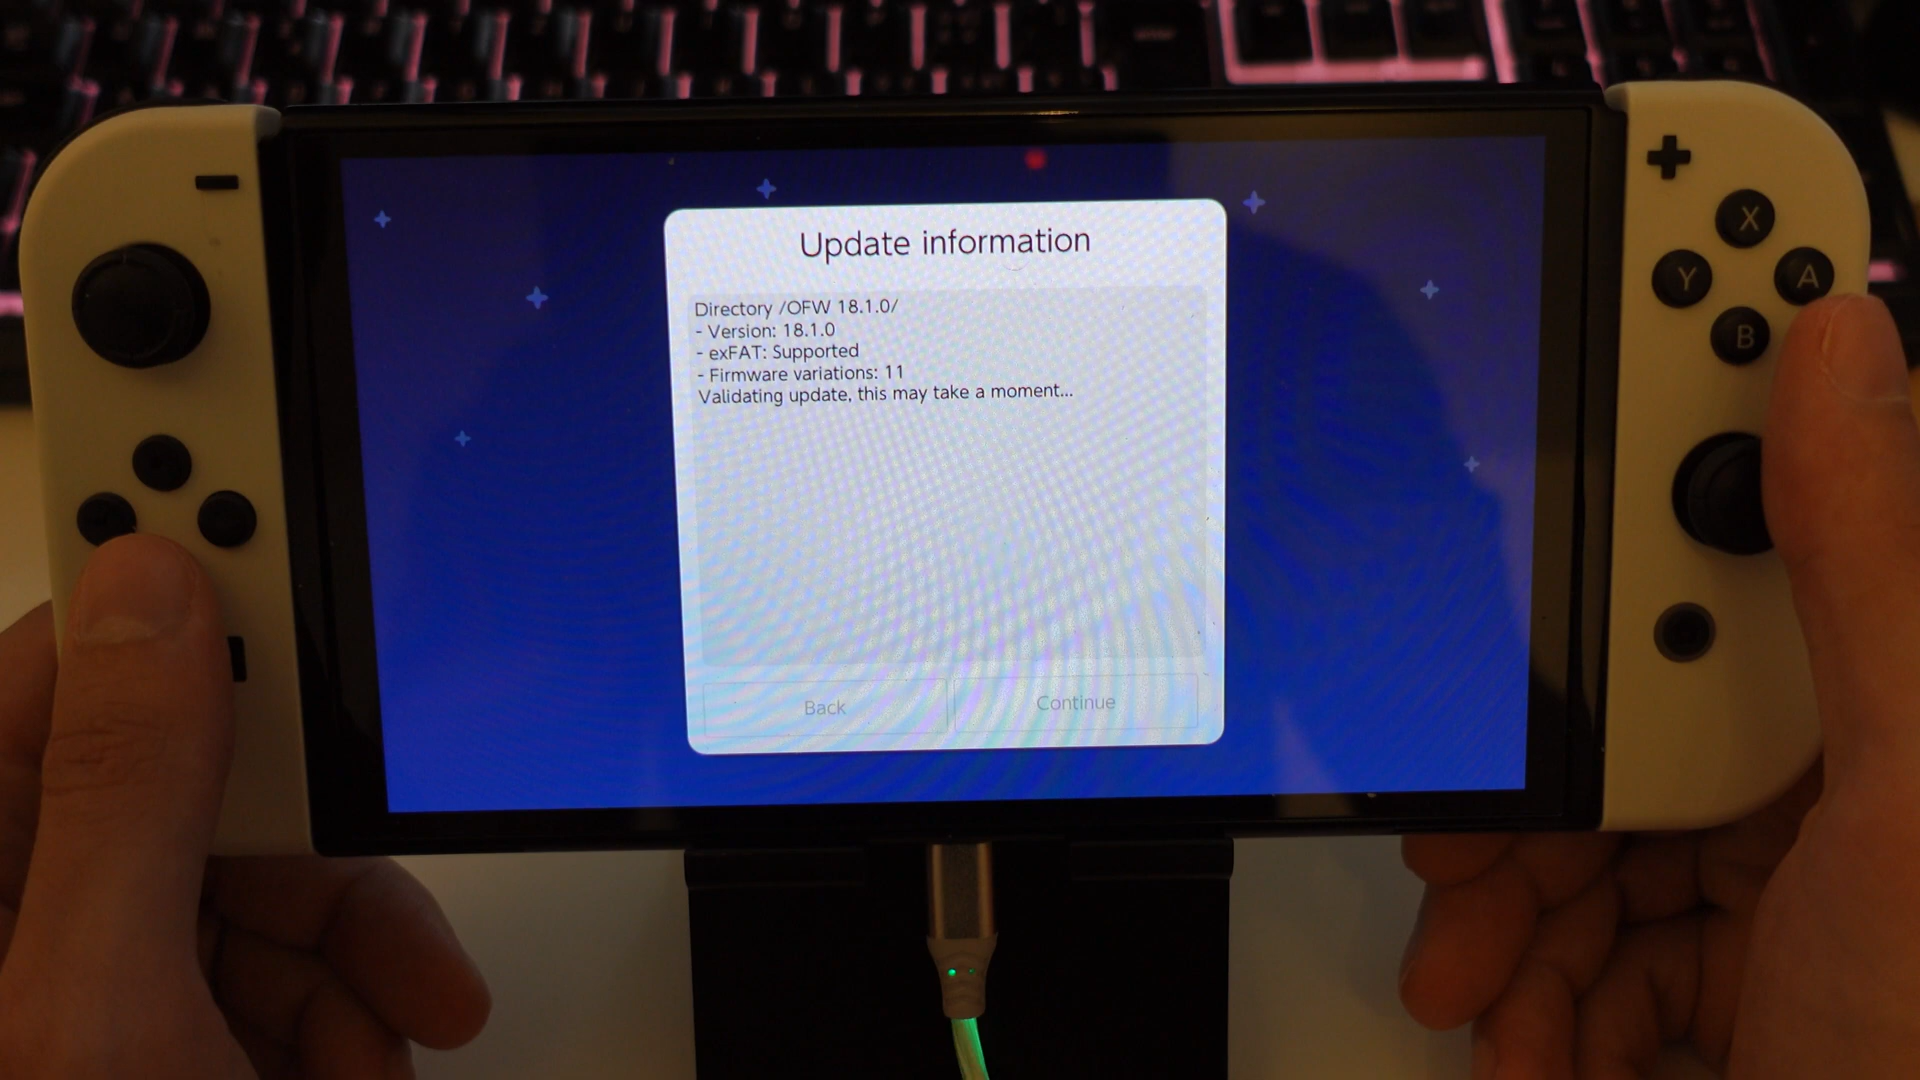 Update information
Directory /OFW 18.1.0/
- Version: 18.1.0
- exFAT: Supported
- Firmware variations: 11
Validating update, this may take a moment...
Back
Continue
X
Y
A
B